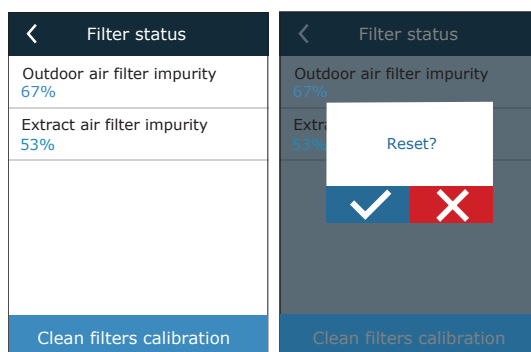 Filter status
Outdoor air filter impurity
67%
Extract air filter impurity
53%
Clean filters calibration
Filter status
Outdoor air filter impurity
67%
Extr
53%
Reset?
Clean filters calibration